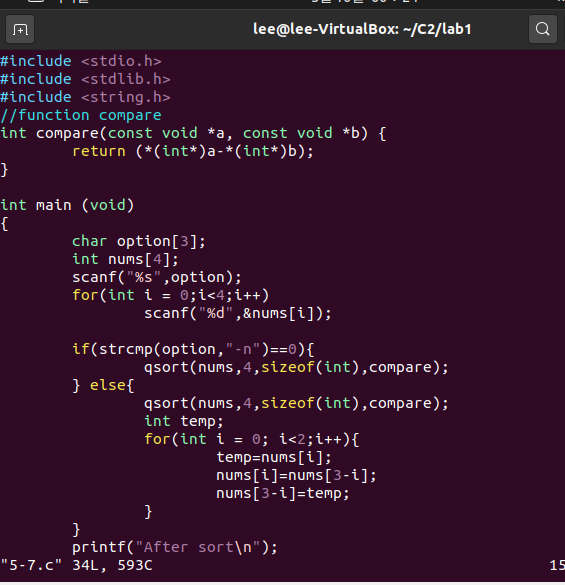 lee@lee-VirtualBox: ~/C2/lab1
#include <stdio.h>
#include <stdlib.h>
#include <string.h>
//function compare
int compare(const void *a, const void *b) {
        return (*(int*)a-*(int*)b);
}

int main (void)
{
        char option[3];
        int nums[4];
        scanf("%s",option);
        for(int i = 0;i<4;i++)
                scanf("%d",&nums[i]);

        if(strcmp(option,"-n")==0){
                qsort(nums,4,sizeof(int),compare);
        } else{
                qsort(nums,4,sizeof(int),compare);
                int temp;
                for(int i = 0; i<2;i++){
                        temp=nums[i];
                        nums[i]=nums[3-i];
                        nums[3-i]=temp;
                }
        }
        printf("After sort\n");
"5-7.c" 34L, 593C 15